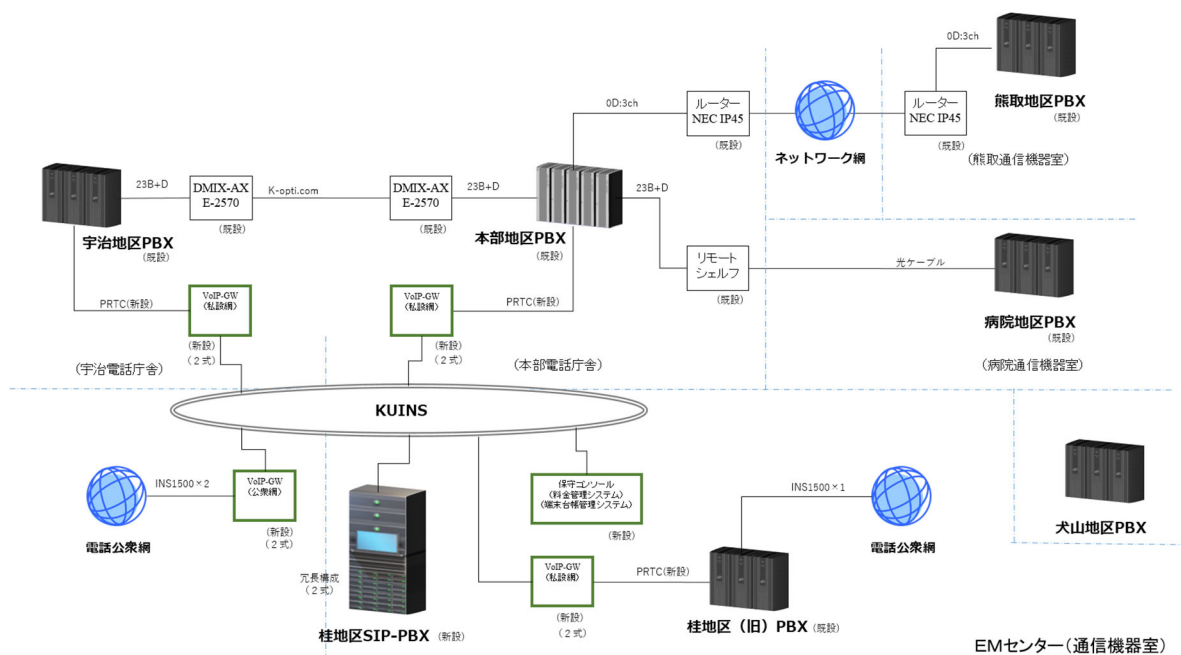 0D:3ch
熊取地区PBX
(既設)
0D:3ch
ルーター
NEC IP45
(既設)
ネットワーク網
ルーター
NEC IP45
(既設)
(熊取通信機器室)
23B+D
DMIX-AX
E-2570
(既設)
K-opti.com
DMIX-AX
E-2570
(既設)
23B+D
23B+D
宇治地区PBX
(既設)
本部地区PBX
(既設)
リモート
シェルフ
(既設)
光ケーブル
病院地区PBX
(既設)
(病院通信機器室)
PRTC(新設)
VoIP-GW
(私設網)
(新設)
(２式)
VoIP-GW
(私設網)
(新設)
(２式)
PRTC(新設)
(宇治電話庁舎)
(本部電話庁舎)
KUINS
INS1500×2
電話公衆網
VoIP-GW
(公衆網)
(新設)
(２式)
冗長構成
(２式)
桂地区SIP-PBX (新設)
保守コンソール
(料金管理システム)
(端末台帳管理システム)
(新設)
VoIP-GW
(私設網)
(新設)
(２式)
PRTC(新設)
INS1500×1
電話公衆網
桂地区（旧）PBX (既設)
犬山地区PBX
EMセンター(通信機器室)